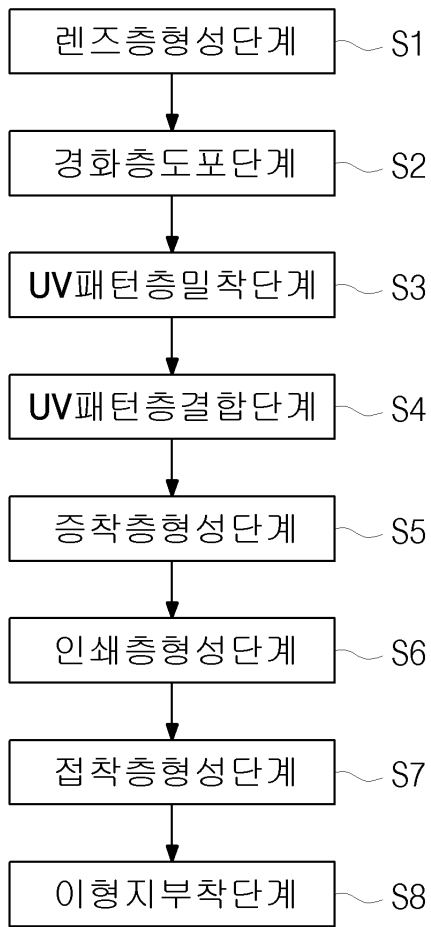 렌즈층형성단계 S1
경화층도포단계 S2
UV패턴층밀착단계 S3
UV패턴층결합단계 S4
증착층형성단계 S5
인쇄층형성단계 S6
접착층형성단계 S7
이형지부착단계 S8